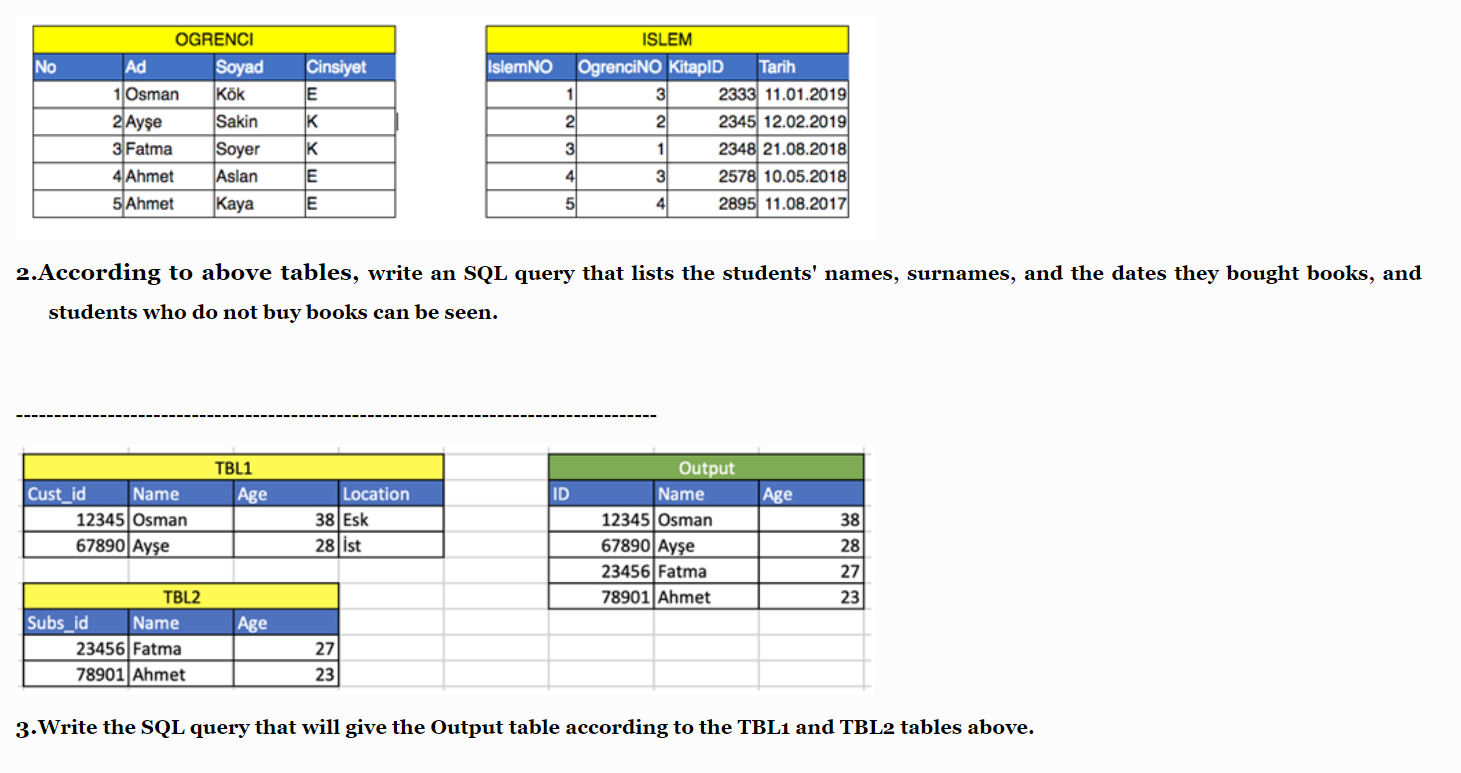 OGRENCI
No Ad Soyad Cinsiyet
1 Osman Kök E
2 Ayşe Sakin K
3 Fatma Soyer K
4 Ahmet Aslan E
5 Ahmet Kaya E
ISLEM
IslemNO OgrenciNO KitapID Tarih
1 3 2333 11.01.2019
2 2 2345 12.02.2019
3 1 2348 21.08.2018
4 3 2578 10.05.2018
5 4 2895 11.08.2017
2.According to above tables, write an SQL query that lists the students' names, surnames, and the dates they bought books, and
students who do not buy books can be seen.
TBL1
Cust_id Name Age Location
12345 Osman 38 Esk
67890 Ayşe 28 İst
TBL2
Subs_id Name Age
23456 Fatma 27
78901 Ahmet 23
Output
ID Name Age
12345 Osman 38
67890 Ayşe 28
23456 Fatma 27
78901 Ahmet 23
3.Write the SQL query that will give the Output table according to the TBL1 and TBL2 tables above.